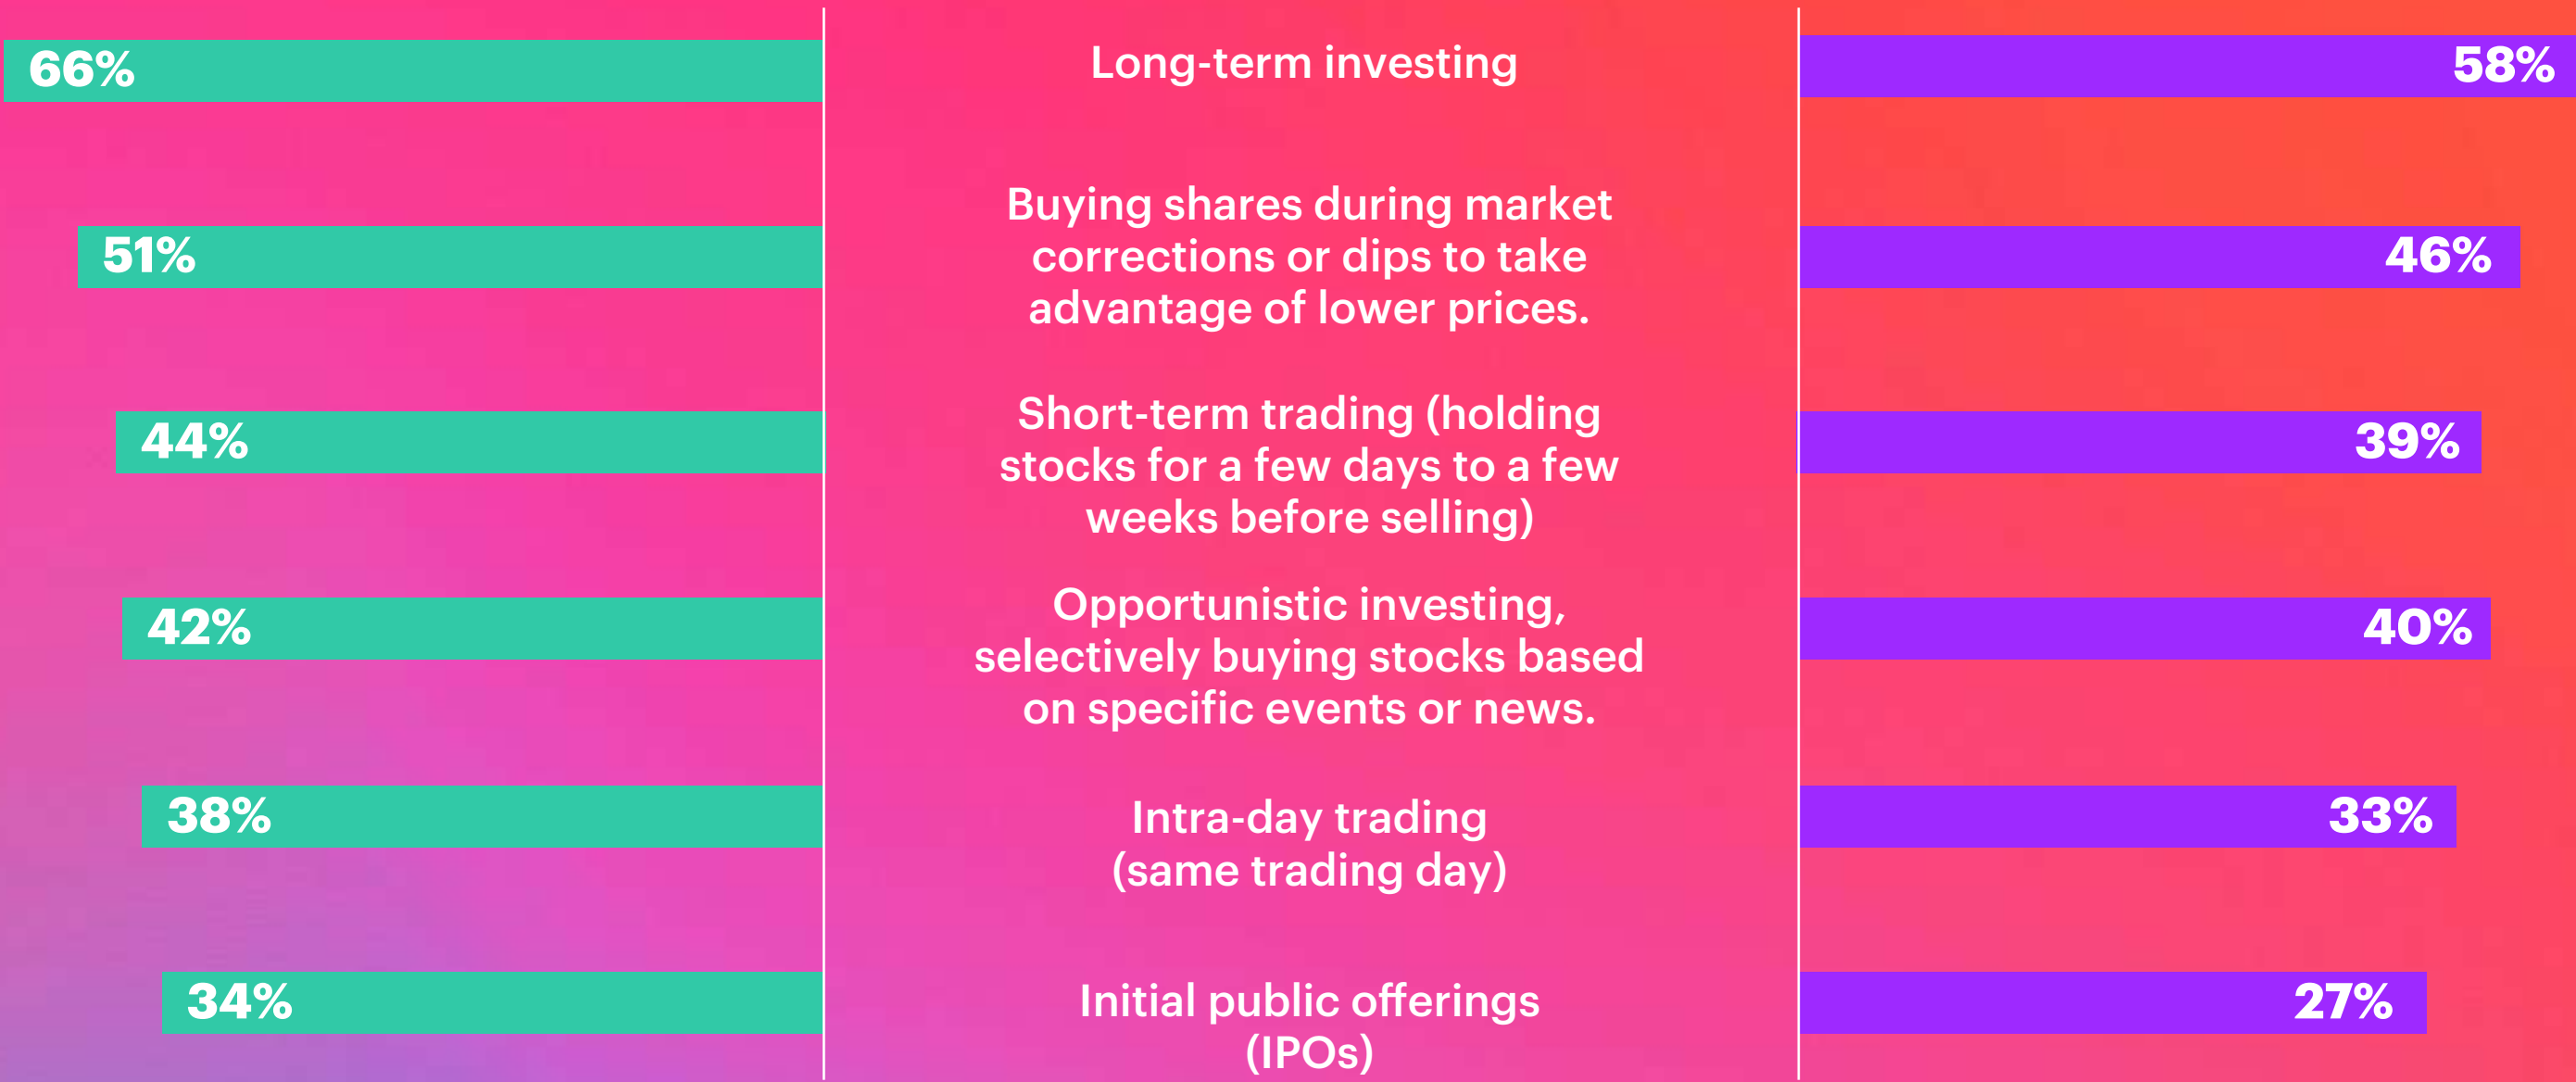 66%
Long-term investing
58%
51%
Buying shares during market
corrections or dips to take
advantage of lower prices.
46%
44%
Short-term trading (holding
stocks for a few days to a few
weeks before selling)
39%
42%
Opportunistic investing,
selectively buying stocks based
on specific events or news.
40%
38%
Intra-day trading
(same trading day)
33%
34%
Initial public offerings
(IPOs)
27%